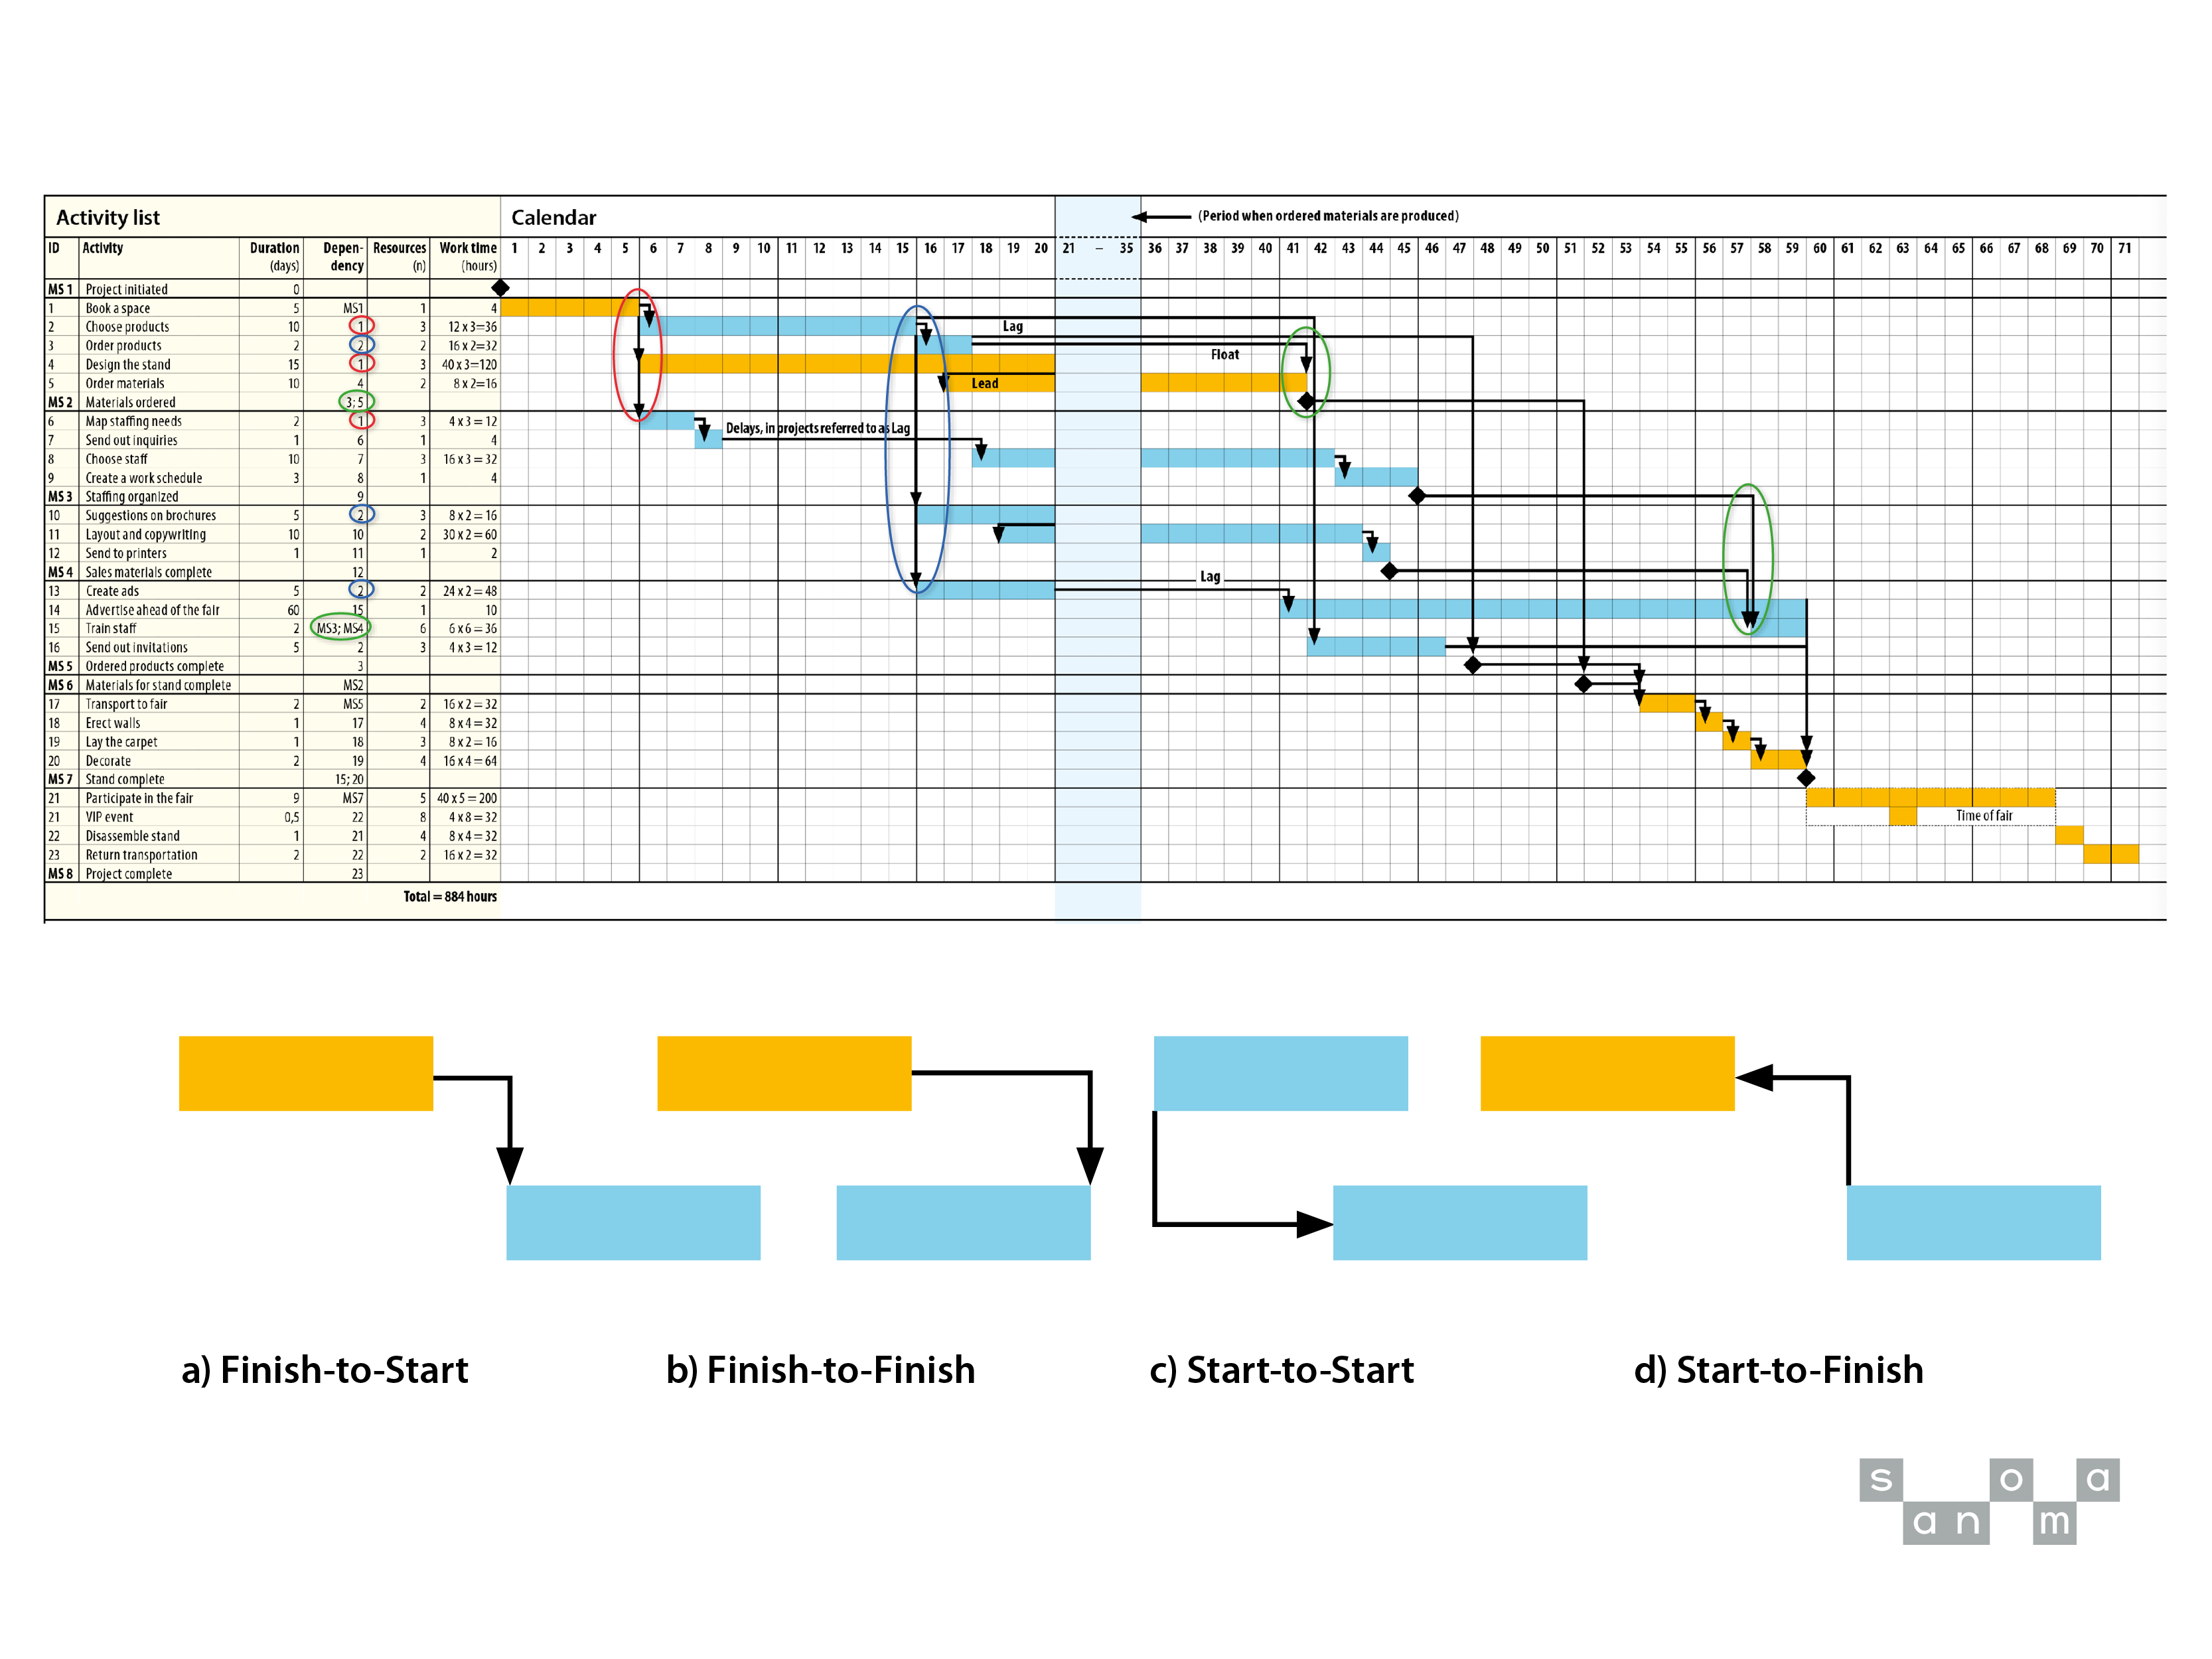 Activity list Calendar (Period when ordered materials are produced)
ID Activity Duration (days) Depen-dency Resources (n) Work time (hours) 1 2 3 4 5 6 7 8 9 10 11 12 13 14 15 16 17 18 19 20 21 – 35 36 37 38 39 40 41 42 43 44 45 46 47 48 49 50 51 52 53 54 55 56 57 58 59 60 61 62 63 64 65 66 67 68 69 70 71
MS 1 Project initiated 0
1 Book a space 5 MS1 1 4
2 Choose products 10 1 3 12 x 3=36 Lag
3 Order products 2 2 2 16 x 2=32
4 Design the stand 15 1 3 40 x 3=120 Float
5 Order materials 10 4 2 8 x 2=16 Lead
MS 2 Materials ordered 3; 5
6 Map staffing needs 2 1 3 4 x 3 = 12
7 Send out inquiries 1 6 1 4 Delays, in projects referred to as Lag
8 Choose staff 10 7 3 16 x 3 = 32
9 Create a work schedule 3 8 1 4
MS 3 Staffing organized 9
10 Suggestions on brochures 5 2 3 8 x 2 = 16
11 Layout and copywriting 10 10 2 30 x 2 = 60
12 Send to printers 1 11 1 2
MS 4 Sales materials complete 12
13 Create ads 5 2 2 24 x 2 = 48 Lag
14 Advertise ahead of the fair 60 15 1 10
15 Train staff 2 MS3; MS4 6 6 x 6 = 36
16 Send out invitations 5 2 3 4 x 3 = 12
MS 5 Ordered products complete 3
MS 6 Materials for stand complete MS2
17 Transport to fair 2 MS5 2 16 x 2 = 32
18 Erect walls 1 17 4 8 x 4 = 32
19 Lay the carpet 1 18 3 8 x 2 = 16
20 Decorate 2 19 4 16 x 4 = 64
MS 7 Stand complete 15; 20
21 Participate in the fair 9 MS7 5 40 x 5 = 200
21 VIP event 0,5 22 8 4 x 8 = 32 Time of fair
22 Disassemble stand 1 21 4 8 x 4 = 32
23 Return transportation 2 22 2 16 x 2 = 32
MS 8 Project complete 23
Total = 884 hours
a) Finish-to-Start
b) Finish-to-Finish
c) Start-to-Start
d) Start-to-Finish
sanoma